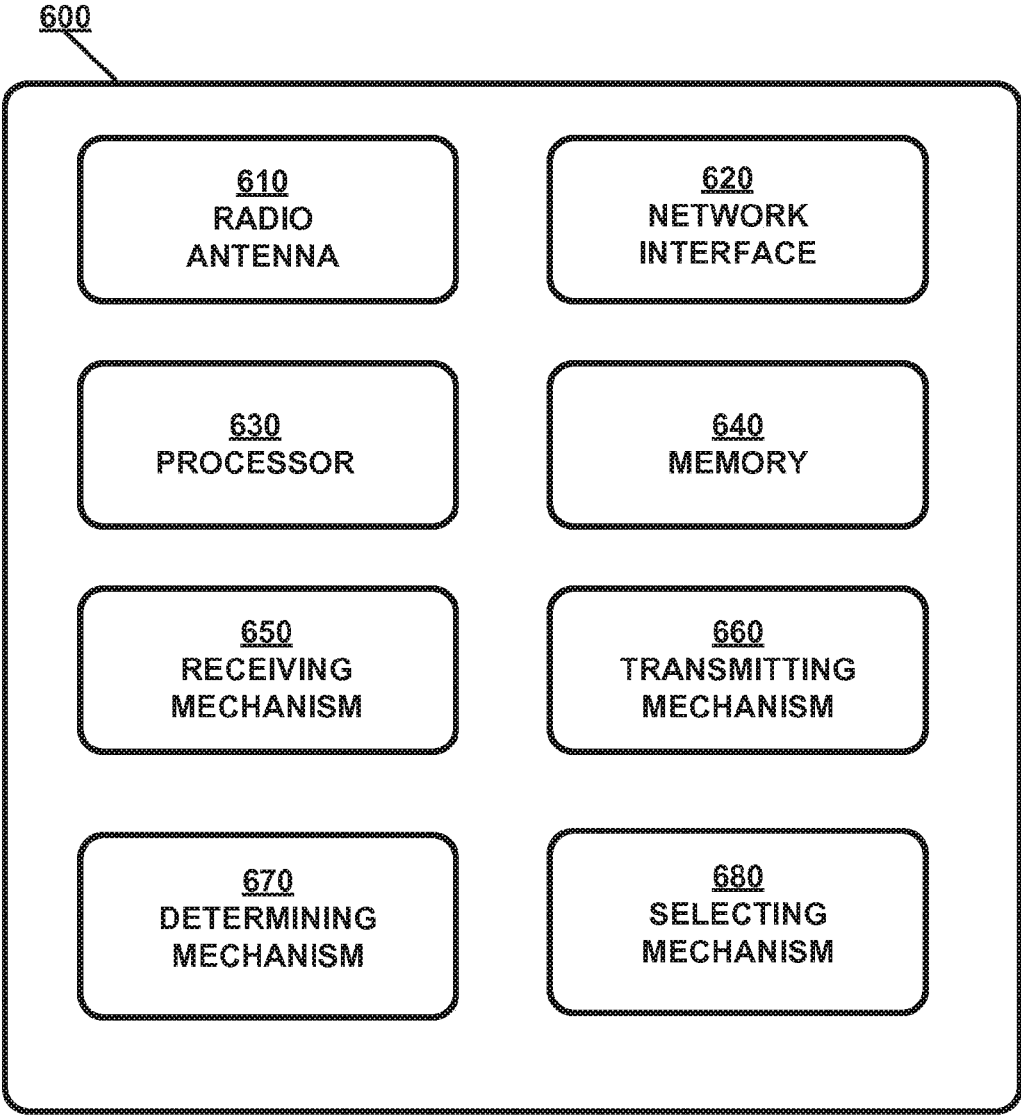 600
610
RADIO
ANTENNA
620
NETWORK
INTERFACE
630
PROCESSOR
640
MEMORY
650
RECEIVING
MECHANISM
660
TRANSMITTING
MECHANISM
670
DETERMINING
MECHANISM
680
SELECTING
MECHANISM